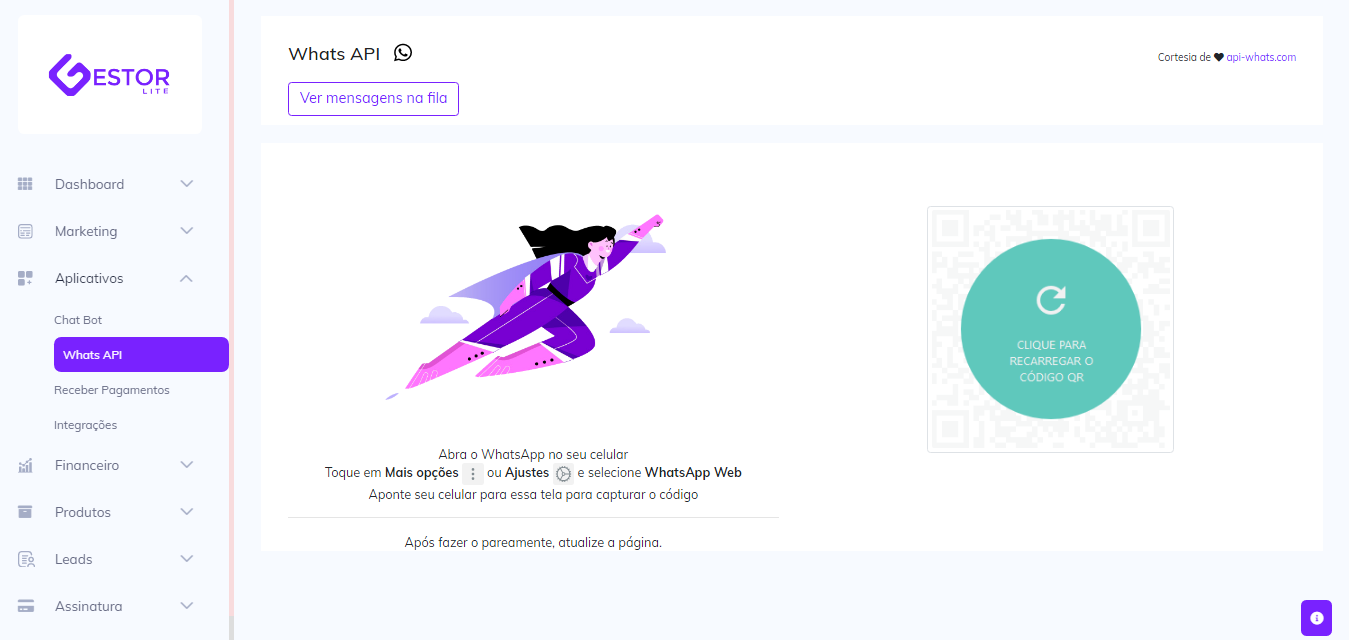 GESTOR
LITE
Dashboard
Marketing
Aplicativos
Chat Bot
Whats API
Receber Pagamentos
Integrações
Financeiro
Produtos
Leads
Assinatura
Whats API
Cortesia de ❤ api-whats.com
Ver mensagens na fila
CLIQUE PARA
RECARREGAR O
CÓDIGO QR
Abra o WhatsApp no seu celular
Toque em Mais opções ou Ajustes e selecione WhatsApp Web
Aponte seu celular para essa tela para capturar o código
Após fazer o pareamente, atualize a página.